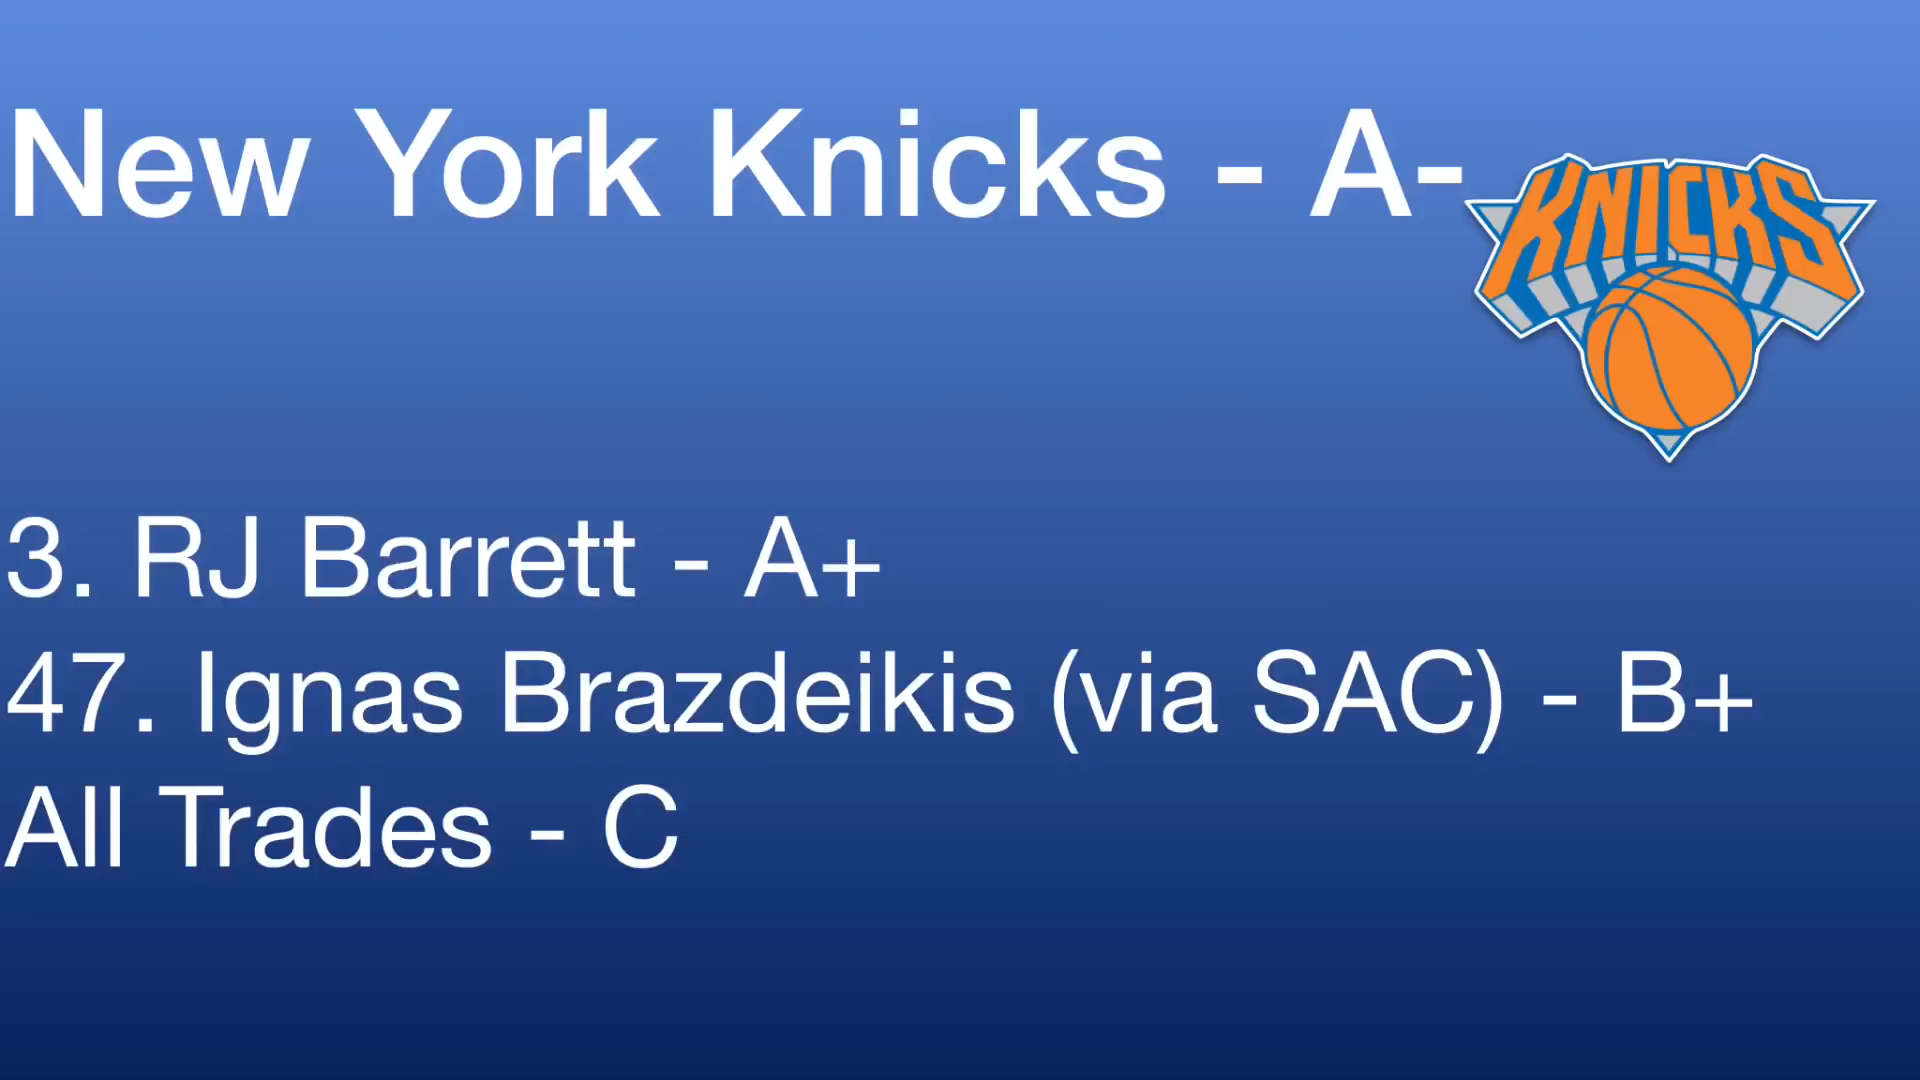 New York Knicks - A-
KNICKS
3. RJ Barrett - A+
47. Ignas Brazdeikis (via SAC) - B+
All Trades - C